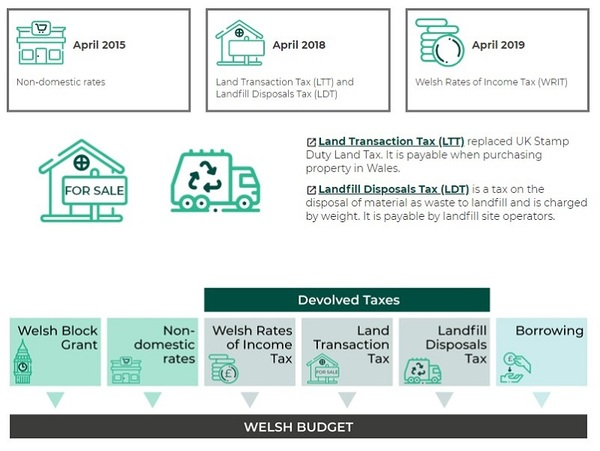 April 2015
Non-domestic rates
April 2018
Land Transaction Tax (LTT) and
Landfill Disposals Tax (LDT)
April 2019
Welsh Rates of Income Tax (WRIT)
FOR SALE
Land Transaction Tax (LTT) replaced UK Stamp
Duty Land Tax. It is payable when purchasing
property in Wales.
Landfill Disposals Tax (LDT) is a tax on the
disposal of material as waste to landfill and is charged
by weight. It is payable by landfill site operators.
Devolved Taxes
Welsh Block
Grant
Non-
domestic
rates
Welsh Rates
of Income
Tax
£
Land
Transaction
Tax
FOR SALE
Landfill
Disposals
Tax
Borrowing
£
WELSH BUDGET